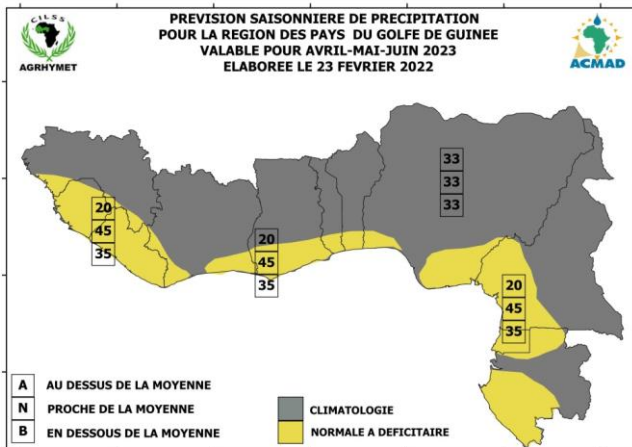 CILSS
AGRHYMET
PREVISION SAISONNIERE DE PRECIPITATION
POUR LA REGION DES PAYS DU GOLFE DE GUINEE
VALABLE POUR AVRIL-MAI-JUIN 2023
ELABOREE LE 23 FEVRIER 2022
ACMAD
33
33
33
20
45
35
20
45
35
20
45
35
A AU DESSUS DE LA MOYENNE
N PROCHE DE LA MOYENNE
B EN DESSOUS DE LA MOYENNE
CLIMATOLOGIE
NORMALE A DEFICITAIRE